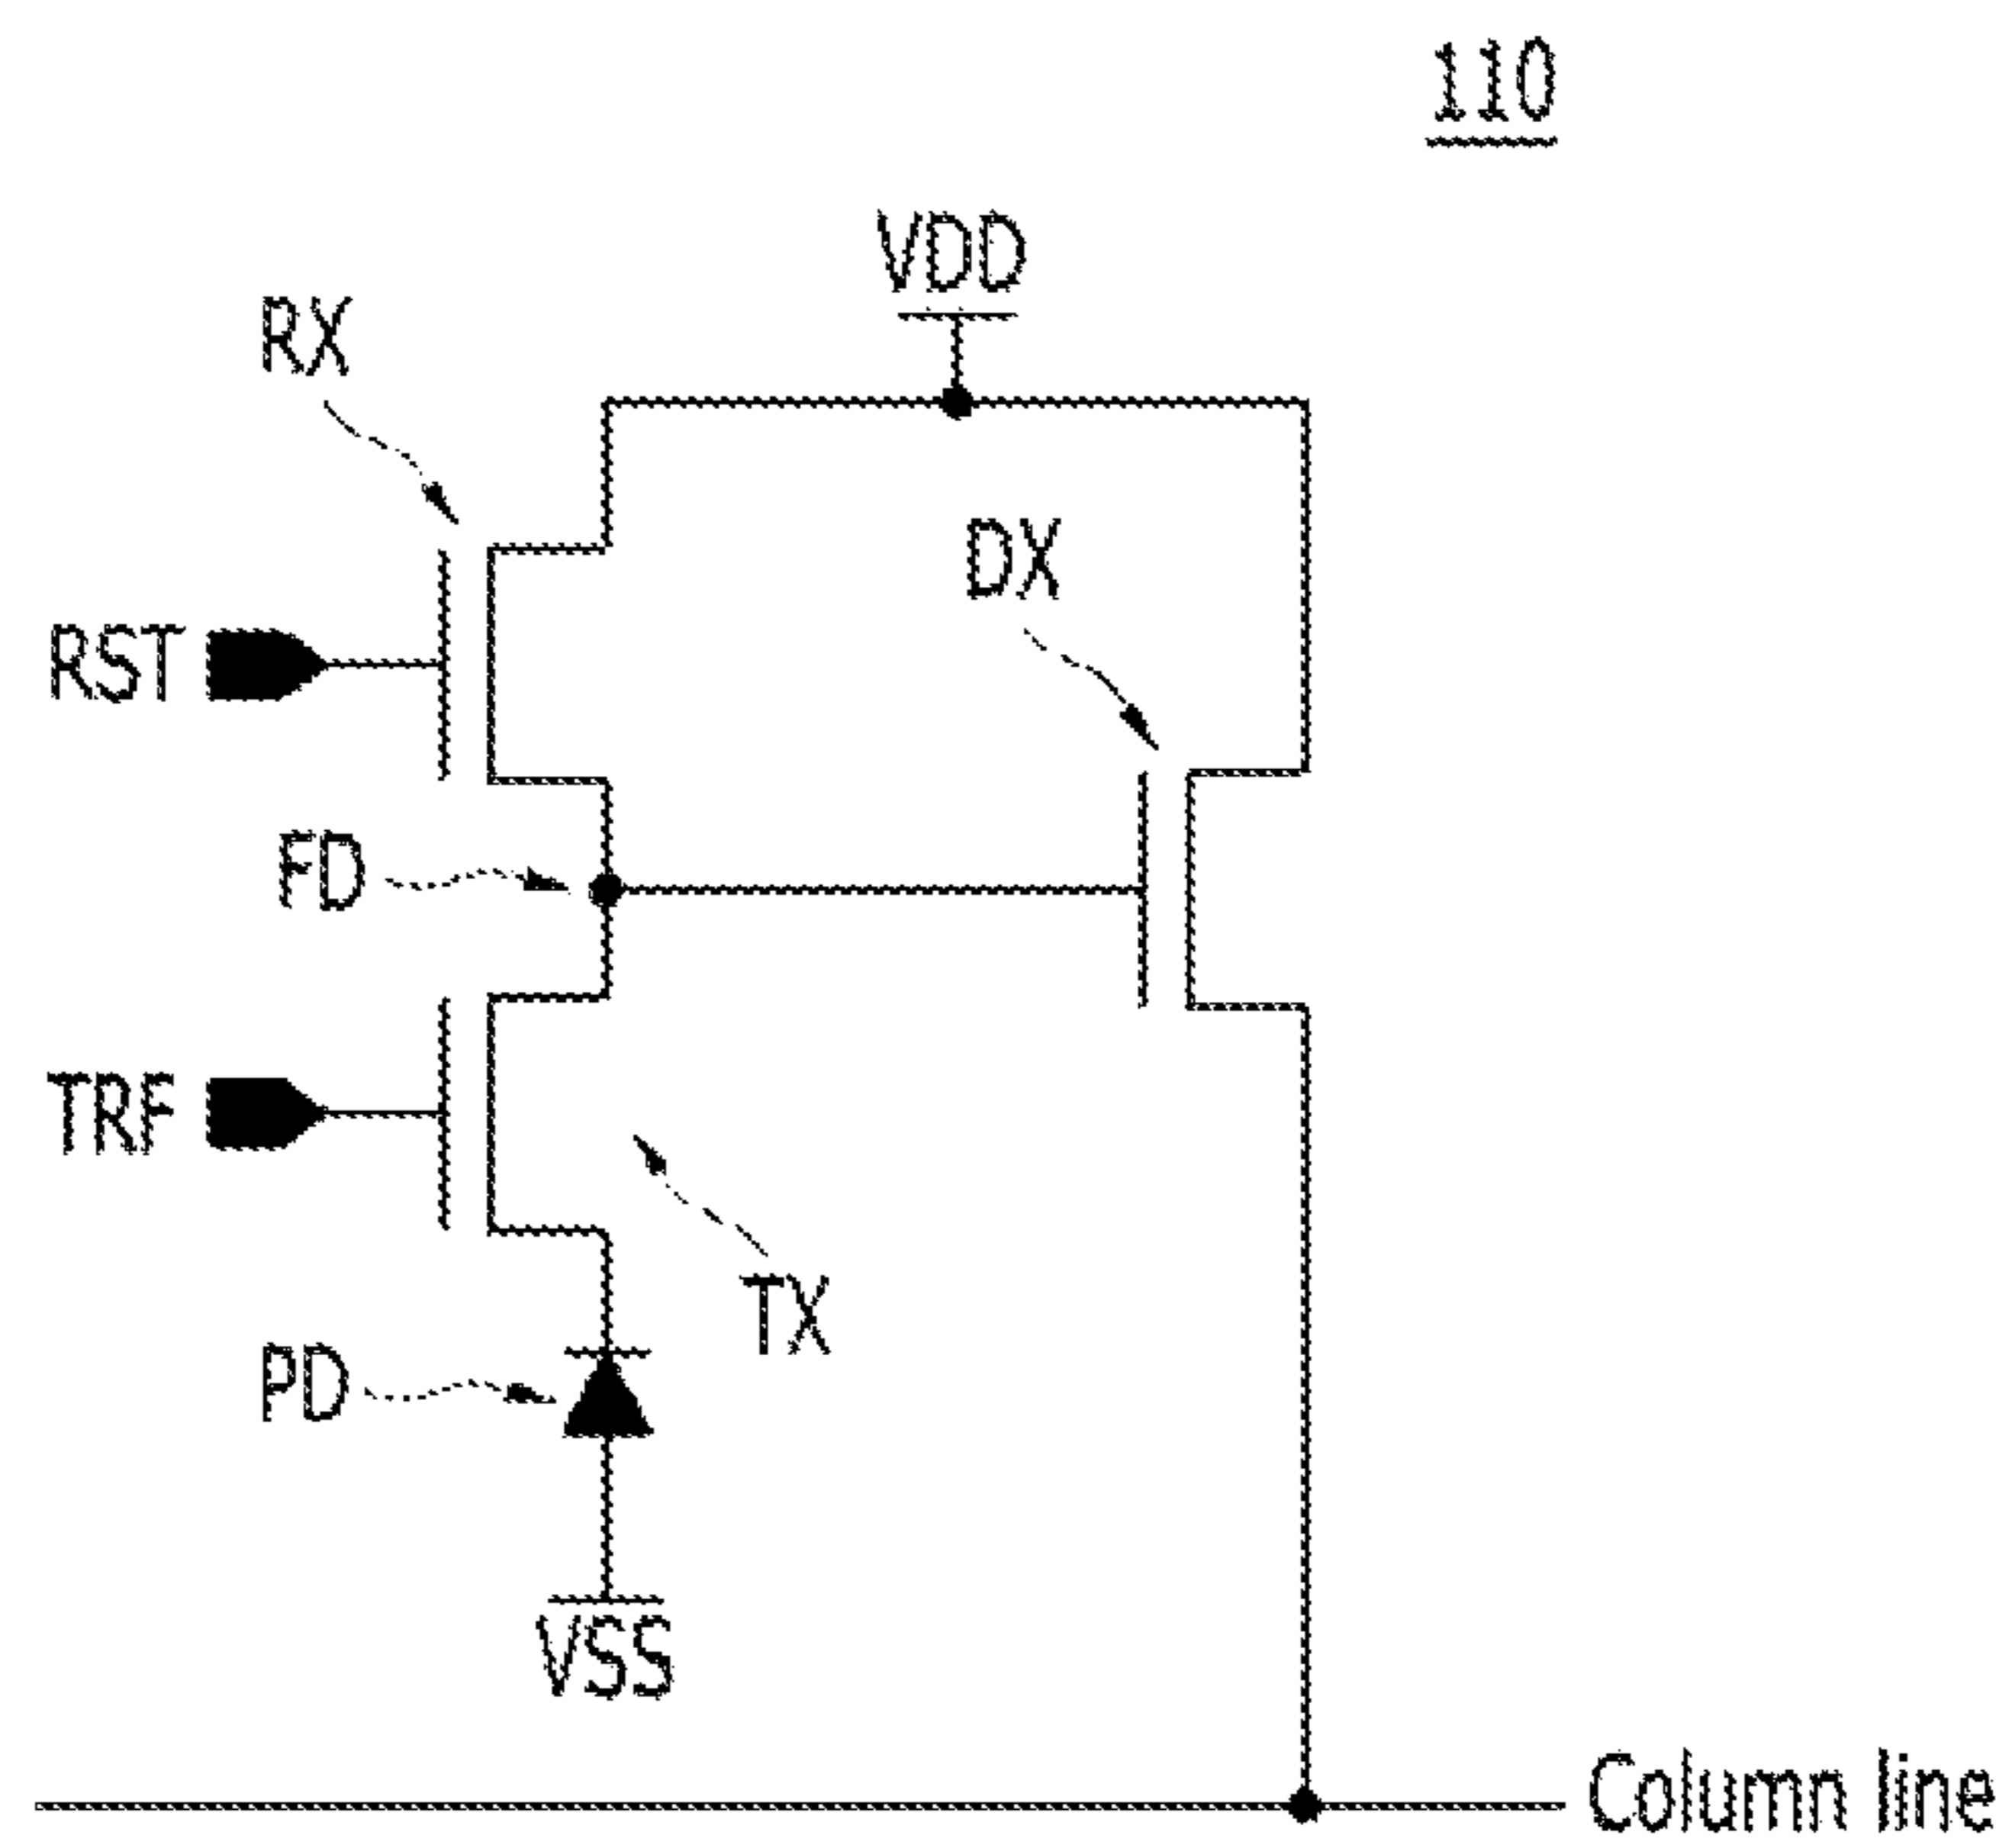 110
VDD
RX
DX
RST
FD
TRF
TX
PD
VSS
Column line